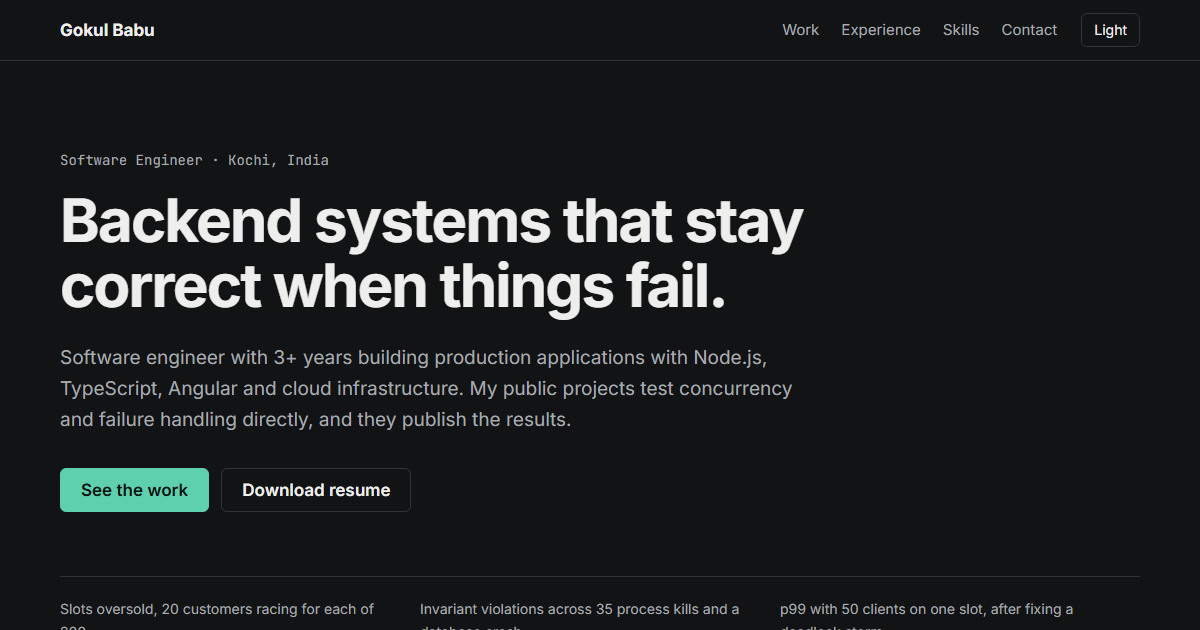 Gokul Babu
Work
Experience
Skills
Contact
Light
Software Engineer · Kochi, India
Backend systems that stay
correct when things fail.
Software engineer with 3+ years building production applications with Node.js,
TypeScript, Angular and cloud infrastructure. My public projects test concurrency
and failure handling directly, and they publish the results.
See the work
Download resume
Slots oversold, 20 customers racing for each of
Invariant violations across 35 process kills and a
p99 with 50 clients on one slot, after fixing a